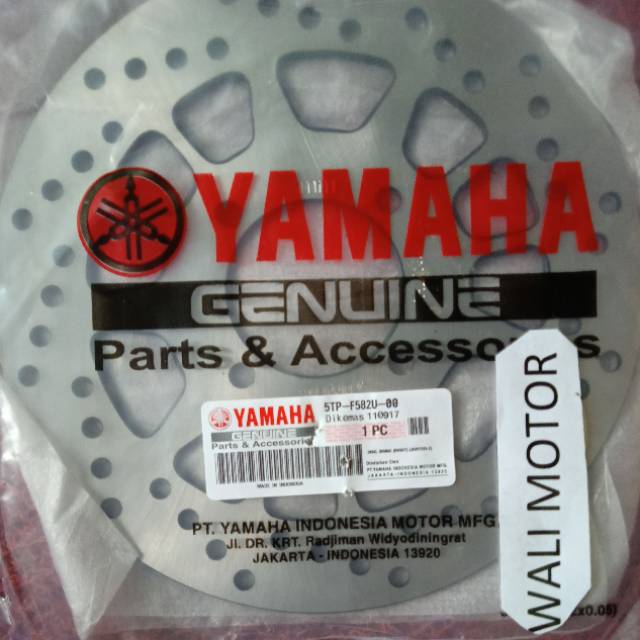 YAMAHA
GENUINE
Parts & Accessories
YAMAHA
GENUINE
Parts & Accessories
5TP-F582U-00
Dikemas 110917
1 PC
MADE IN INDONESIA
PT. YAMAHA INDONESIA MOTOR MFG.
JAKARTA-INDONESIA
PT. YAMAHA INDONESIA MOTOR MFG.
Jl. DR. KRT. Radjiman Widyodiningrat
JAKARTA - INDONESIA 13920
WALI MOTOR
x0.05)